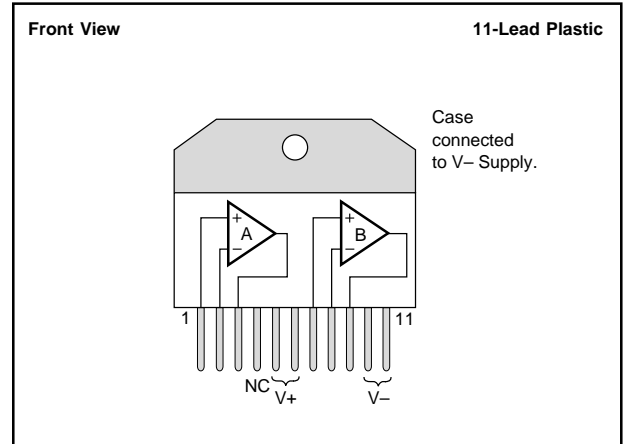 Front View
11-Lead Plastic
Case
connected
to V– Supply.
+
–
A
+
–
B
1
11
NC
V+
V–